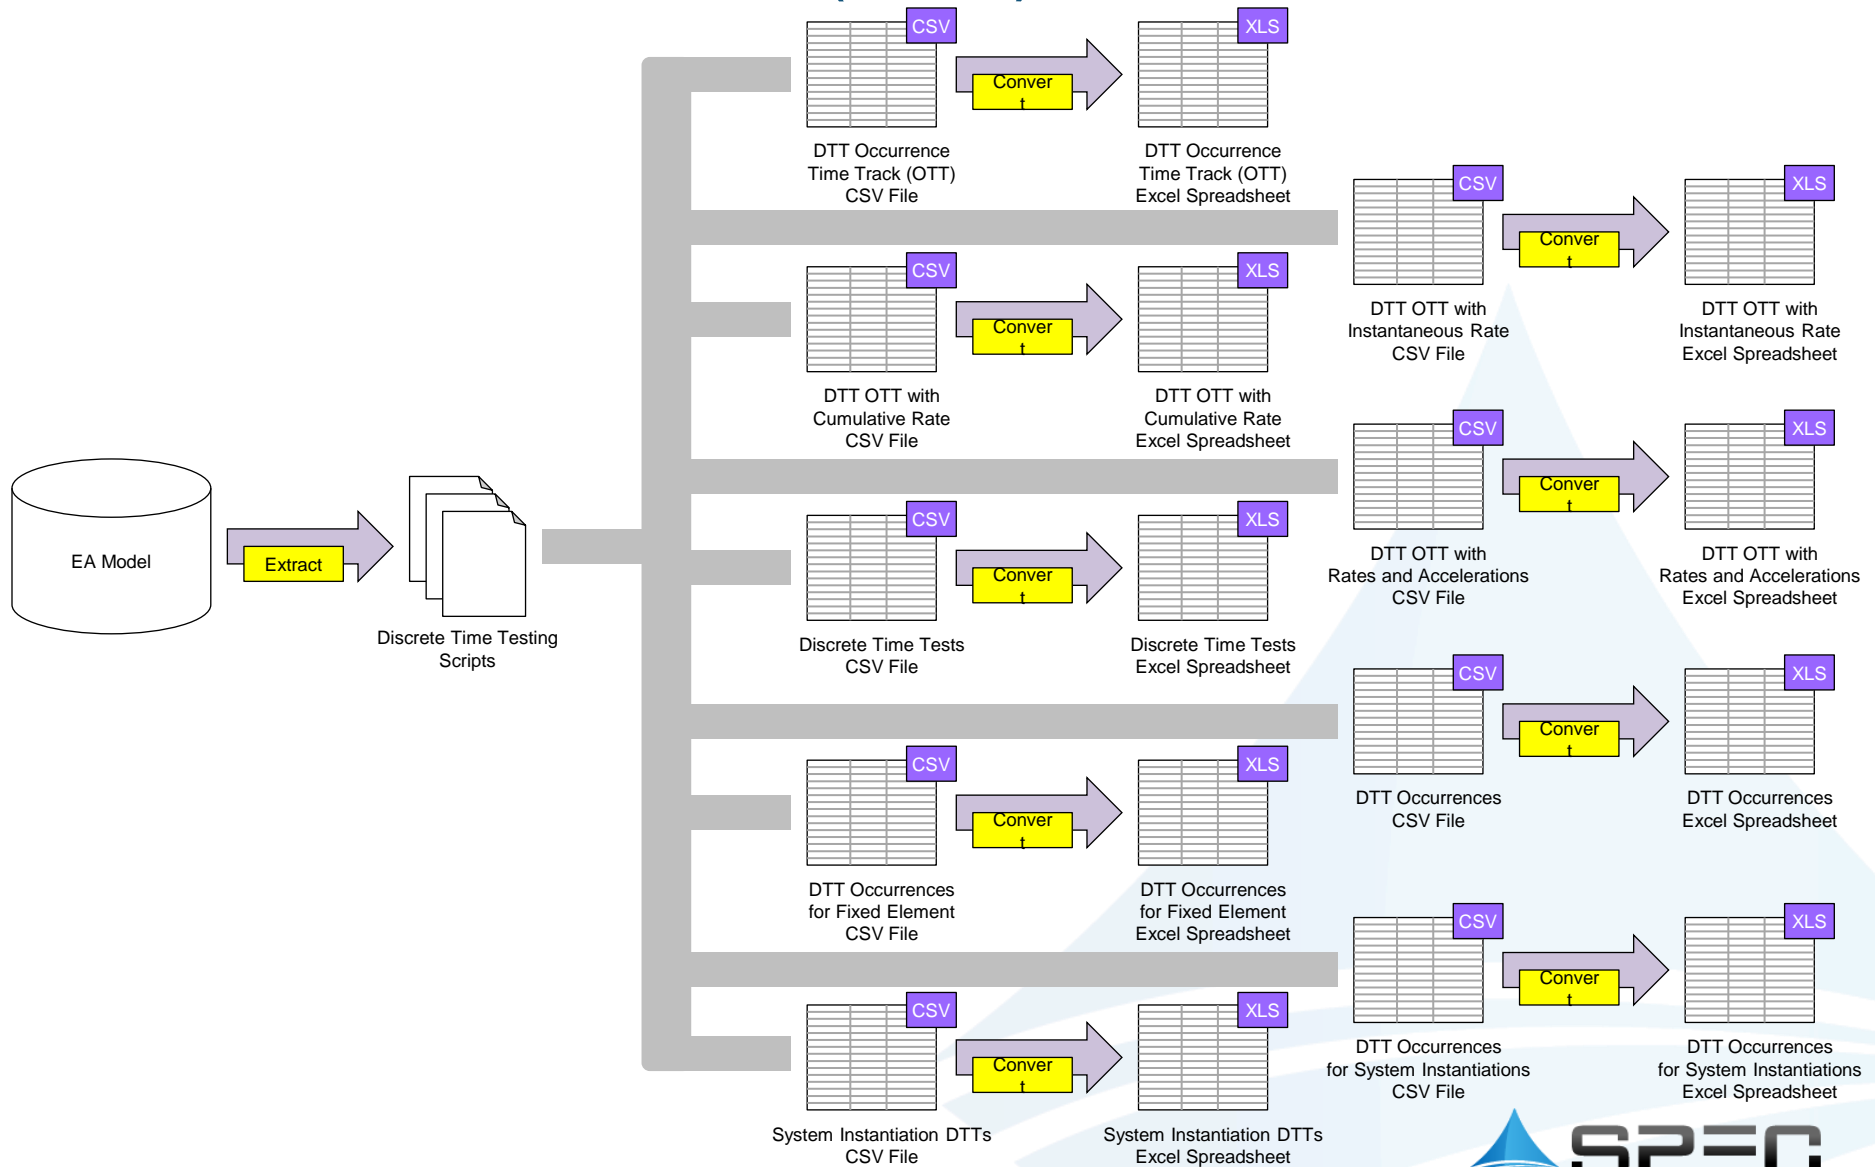 CSV
XLS
Conver
t
DTT Occurrence
Time Track (OTT)
CSV File
DTT Occurrence
Time Track (OTT)
Excel Spreadsheet
CSV
XLS
Conver
t
DTT OTT with
Instantaneous Rate
CSV File
DTT OTT with
Instantaneous Rate
Excel Spreadsheet
CSV
XLS
Conver
t
DTT OTT with
Cumulative Rate
CSV File
DTT OTT with
Cumulative Rate
Excel Spreadsheet
CSV
XLS
Conver
t
DTT OTT with
Rates and Accelerations
CSV File
DTT OTT with
Rates and Accelerations
Excel Spreadsheet
EA Model
Extract
Discrete Time Testing
Scripts
CSV
XLS
Conver
t
Discrete Time Tests
CSV File
Discrete Time Tests
Excel Spreadsheet
CSV
XLS
Conver
t
DTT Occurrences
CSV File
DTT Occurrences
Excel Spreadsheet
CSV
XLS
Conver
t
DTT Occurrences
for Fixed Element
CSV File
DTT Occurrences
for Fixed Element
Excel Spreadsheet
CSV
XLS
Conver
t
DTT Occurrences
for System Instantiations
CSV File
DTT Occurrences
for System Instantiations
Excel Spreadsheet
CSV
XLS
Conver
t
System Instantiation DTTs
CSV File
System Instantiation DTTs
Excel Spreadsheet